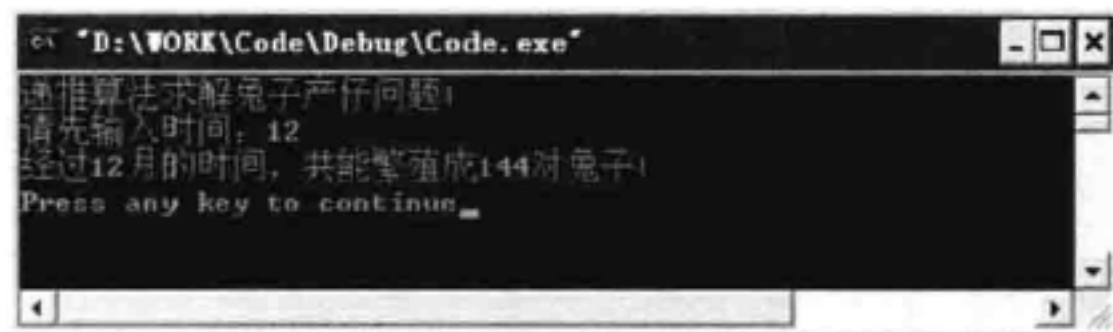 "D:\WORK\Code\Debug\Code.exe"
递推算法求解兔子产仔问题!
请先输入时间: 12
经过12月的时间, 共能繁殖成144对兔子!
Press any key to continue_